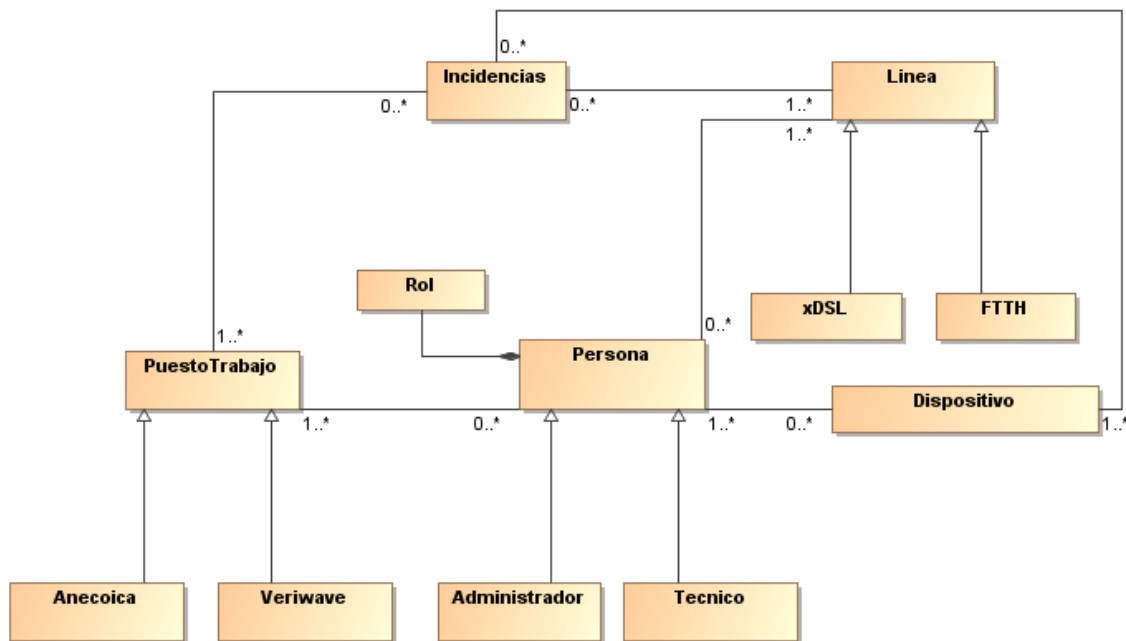 0..*
Incidencias
Linea
0..*
0..*
1..*
1..*
Rol
xDSL
FTTH
0..*
1..*
Persona
PuestoTrabajo
Dispositivo
1..*
0..*
1..*
0..*
1..*
Anecoica
Veriwave
Administrador
Tecnico